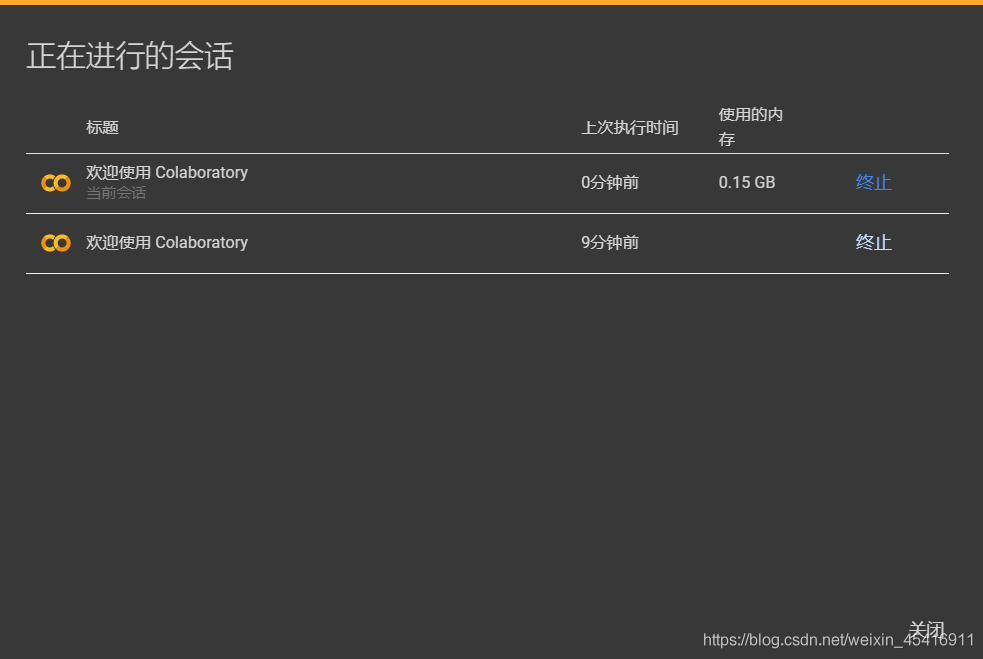 正在进行的会话
标题 上次执行时间 使用的内
存
欢迎使用 Colaboratory
当前会话
0分钟前 0.15 GB 终止
欢迎使用 Colaboratory 9分钟前 终止
关闭
https://blog.csdn.net/weixin_45416911